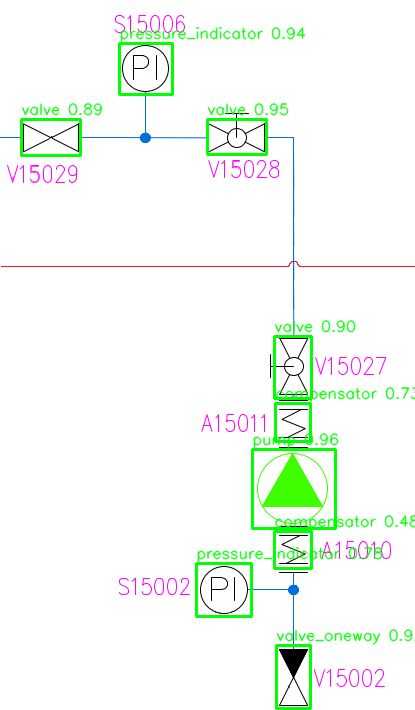 S15006
pressure_indicator 0.94
PI
valve 0.89
valve 0.95
V15029
V15028
valve 0.90
V15027
compensator 0.73
A15011
pump 0.96
compensator 0.48
A15010
pressure_indicator 0.78
S15002
PI
valve_oneway 0.9
V15002